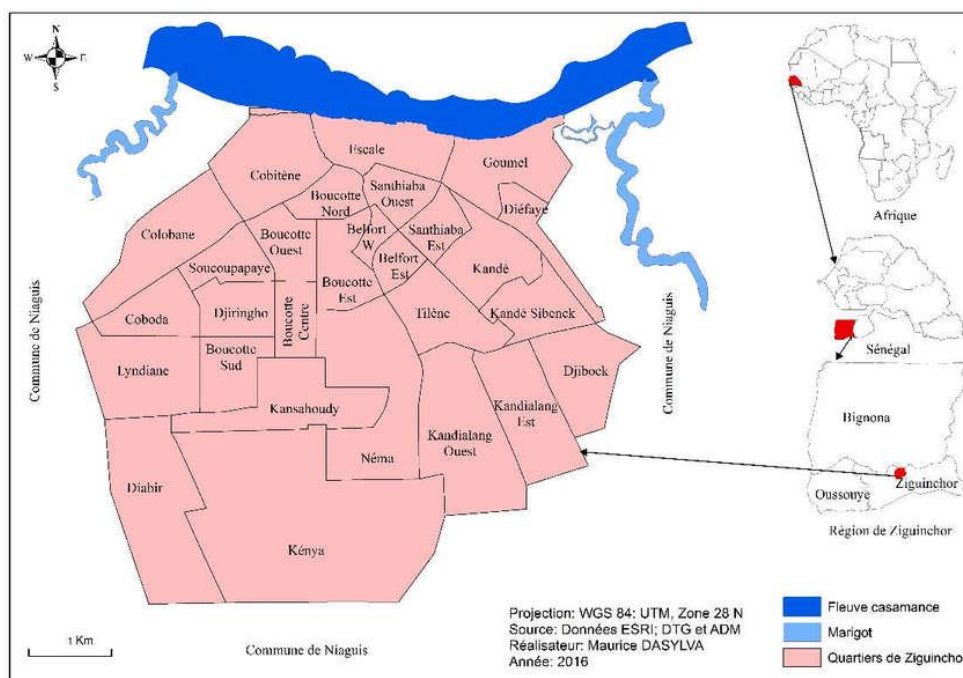 N
W E
S
Escale
Goumel
Cobitène
Santhiaba
Ouest
Boucotte
Nord
Diéfaye
Colobane
Boucotte
Ouest
Belfort
W
Santhiaba
Est
Soucoupapaye
Belfort
Est
Kandé
Boucotte
Est
Coboda
Djiringho
Boucotte
Centre
Tilène
Kandé Sibenck
Lyndiane
Boucotte
Sud
Djibock
Kansahoudy
Kandialang
Est
Kandialang
Ouest
Néma
Diabir
Kénya
Commune de Niaguis
Commune de Niaguis
Commune de Niaguis
1 Km
Afrique
Sénégal
Bignona
Ziguinchor
Oussouye
Région de Ziguinchor
Projection: WGS 84: UTM, Zone 28 N
Source: Données ESRI; DTG et ADM
Réalisateur: Maurice DASYLVA
Année: 2016
Fleuve casamance
Marigot
Quartiers de Ziguincho